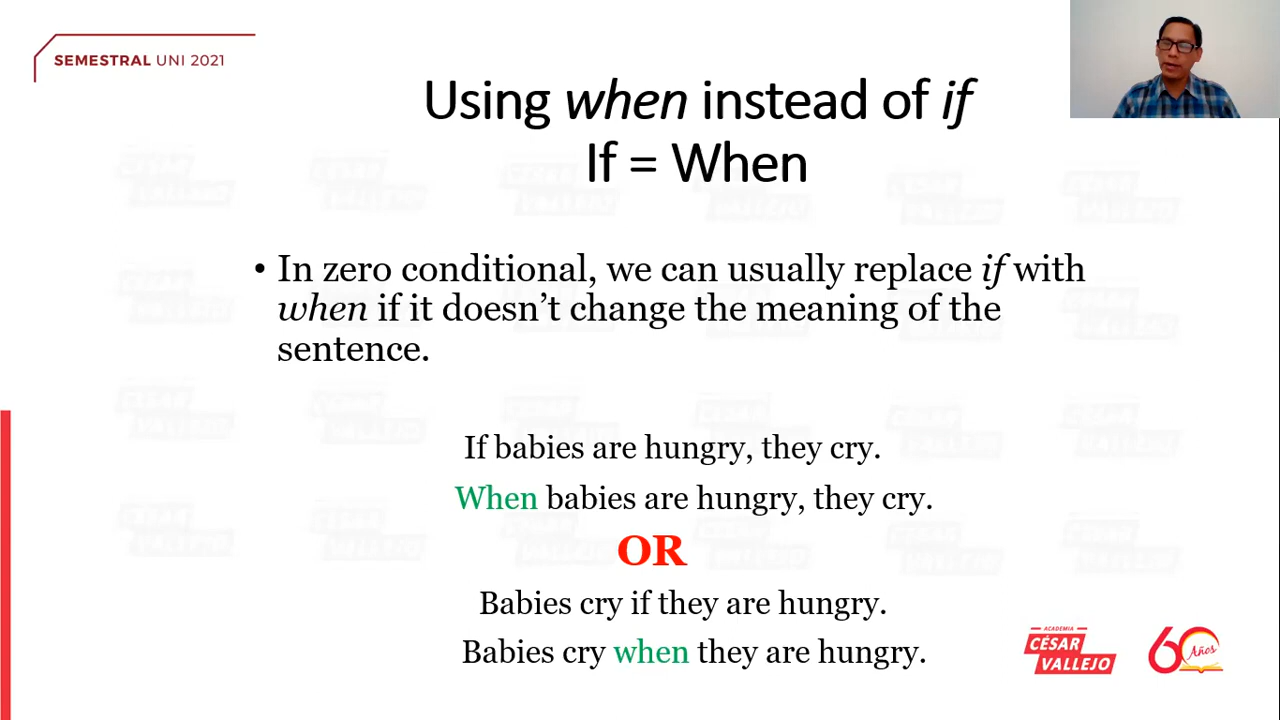 SEMESTRAL UNI 2021
Using when instead of if
If = When
• In zero conditional, we can usually replace if with
when if it doesn't change the meaning of the
sentence.
If babies are hungry, they cry.
When babies are hungry, they cry.
OR
Babies cry if they are hungry.
Babies cry when they are hungry.
ACADEMIA
CÉSAR
VALLEJO
60 Años